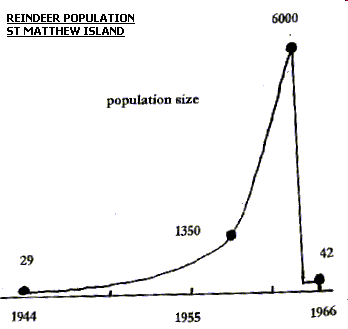 REINDEER POPULATION
ST MATTHEW ISLAND
6000
population size
1350
29
42
1944
1955
1966